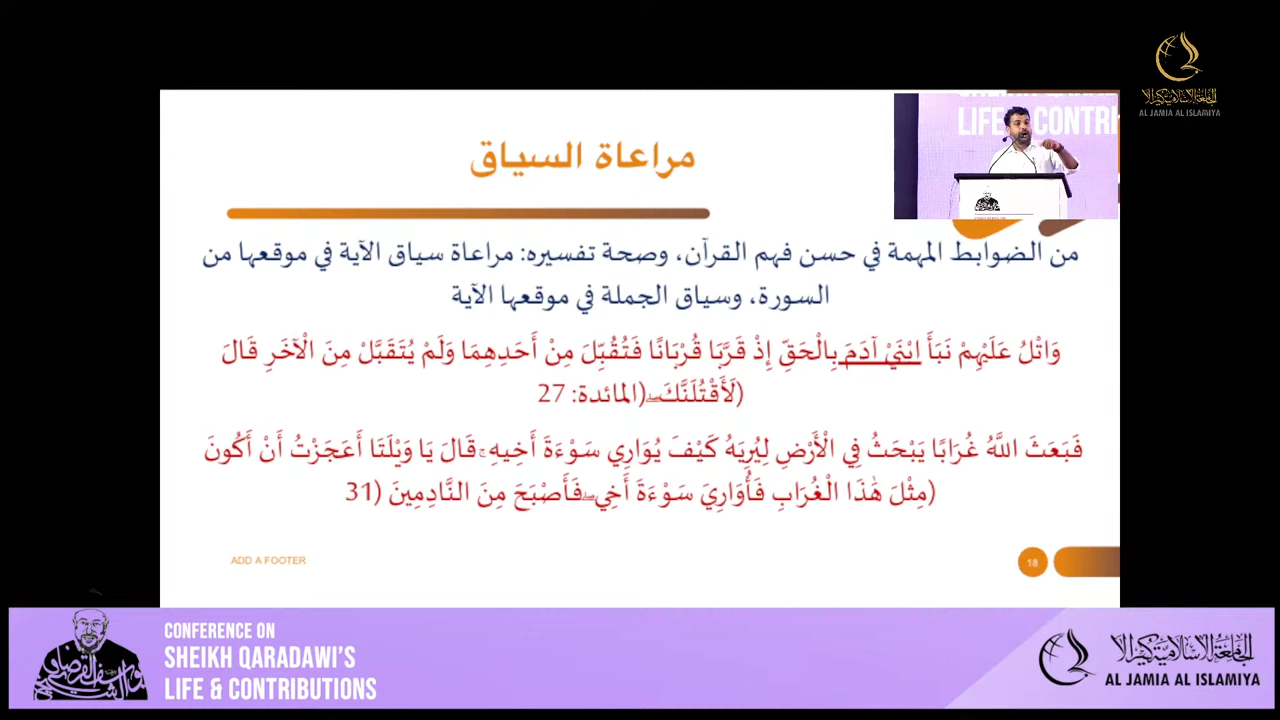 الجامعة الإسلامية كيرالا
AL JAMIA AL ISLAMIYA
LIFE & CONTRI
مراعاة السياق
من الضوابط المهمة في حسن فهم القرآن، وصحة تفسيره: مراعاة سياق الآية في موقعها من
السورة، وسياق الجملة في موقعها الآية
وَاتْلُ عَلَيْهِمْ نَبَأَ ابْنَيْ آدَمَ بِالْحَقِّ إِذْ قَرَّبَا قُرْبَانًا فَتُقُبِّلَ مِنْ أَحَدِهِمَا وَلَمْ يُتَقَبَّلْ مِنَ الْآخَرِ قَالَ
(لَأَقْتُلَنَّكَ ۖ(المائدة: 27
فَبَعَثَ اللَّهُ غُرَابًا يَبْحَثُ فِي الْأَرْضِ لِيُرِيَهُ كَيْفَ يُوَارِي سَوْءَةَ أَخِيهِ ۚ قَالَ يَا وَيْلَتَا أَعَجَزْتُ أَنْ أَكُونَ
(مِثْلَ هَٰذَا الْغُرَابِ فَأُوَارِيَ سَوْءَةَ أَخِي ۖ فَأَصْبَحَ مِنَ النَّادِمِينَ (31
ADD A FOOTER
18
CONFERENCE ON
SHEIKH QARADAWI'S
LIFE & CONTRIBUTIONS
الجامعة الإسلامية كيرالا
AL JAMIA AL ISLAMIYA